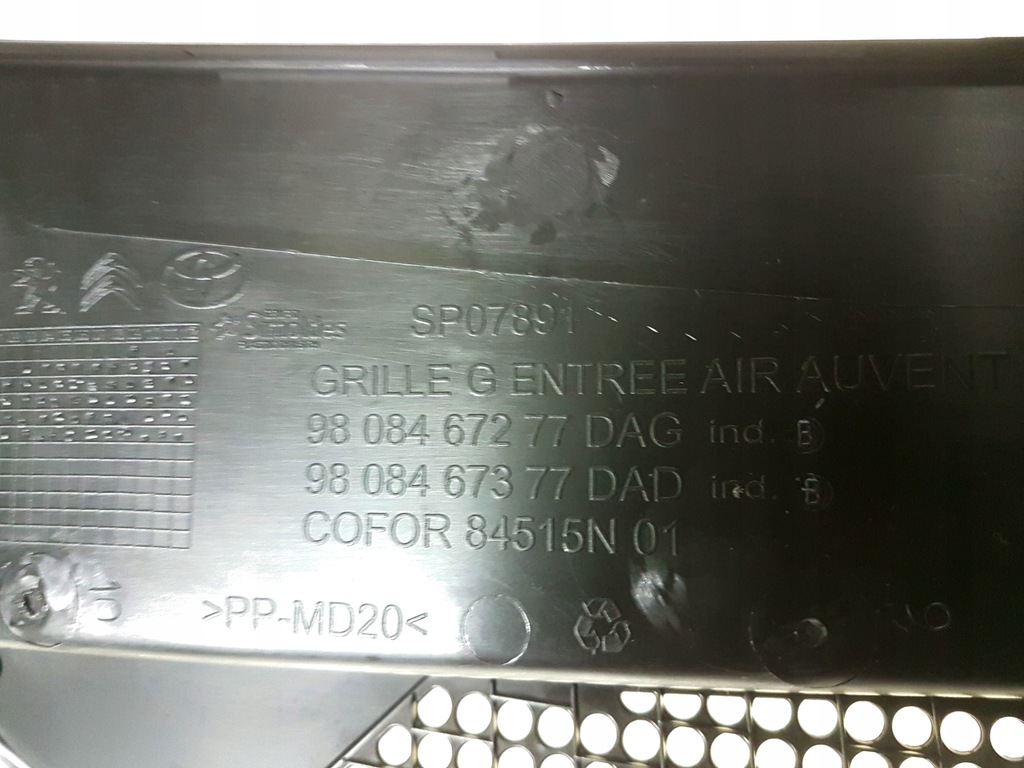 SP07891
GRILLE G ENTREE AIR AUVENT
98 084 672 77 DAG ind. B
98 084 673 77 DAD ind. B
COFOR 84515N 01
10
>PP-MD20<